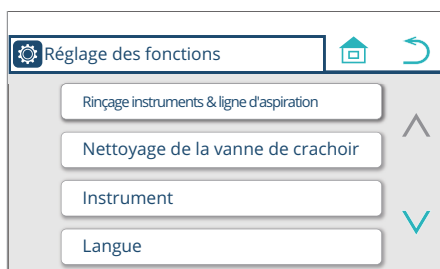 Réglage des fonctions
Rinçage instruments & ligne d'aspiration
Nettoyage de la vanne de crachoir
Instrument
Langue